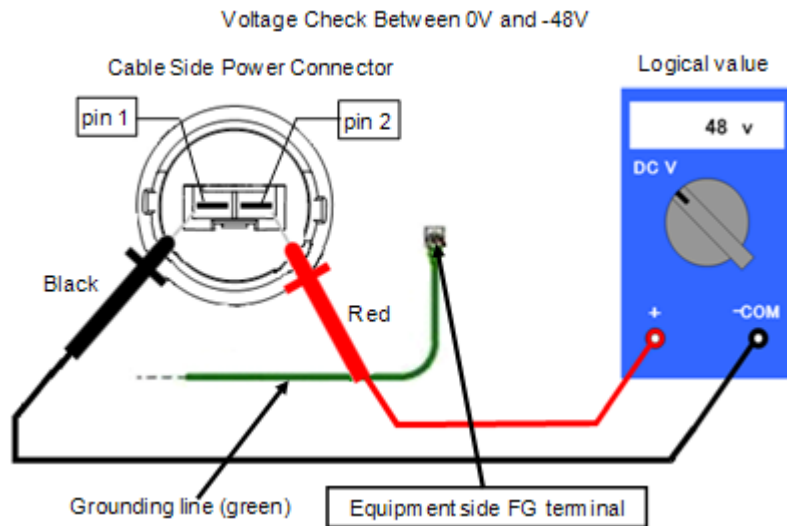 Voltage Check Between 0V and -48V
Cable Side Power Connector
Logical value
pin 1
pin 2
48 v
DC V
Black
Red
+
-COM
Grounding line (green)
Equipment side FG terminal